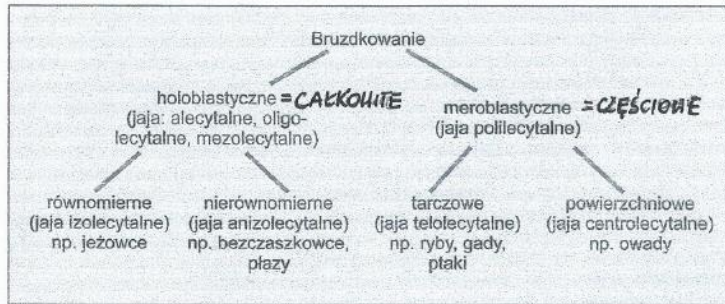 Bruzdkowanie
holoblastyczne = CAŁKOWITE
(jaja: alecytalne, oligo-
lecytalne, mezolecytalne)
meroblastyczne = CZĘŚCIOWE
(jaja polilecytalne)
równomierne
(jaja izolecytalne)
np. jeżowce
nierównomierne
(jaja anizolecytalne)
np. bezczaszkowce,
płazy
tarczowe
(jaja telolecytalne)
np. ryby, gady,
ptaki
powierzchniowe
(jaja centrolecytalne)
np. owady